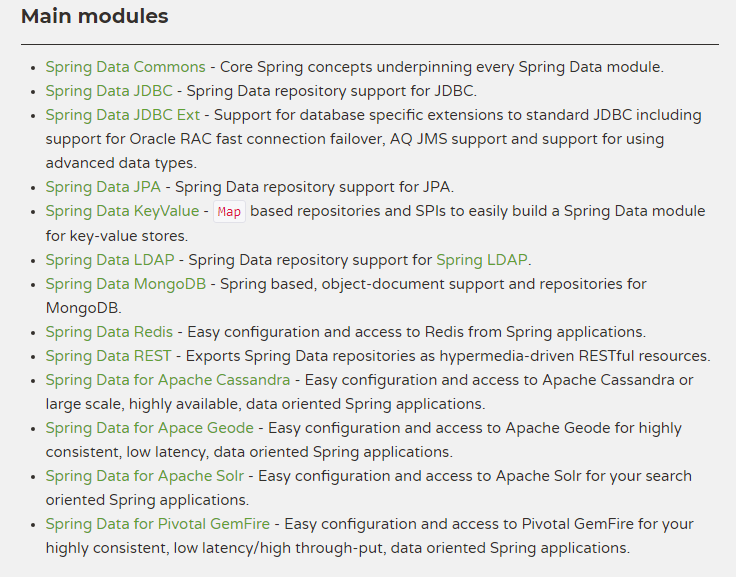 Main modules
• Spring Data Commons - Core Spring concepts underpinning every Spring Data module.
• Spring Data JDBC - Spring Data repository support for JDBC.
• Spring Data JDBC Ext - Support for database specific extensions to standard JDBC including
support for Oracle RAC fast connection failover, AQ JMS support and support for using
advanced data types.
• Spring Data JPA - Spring Data repository support for JPA.
• Spring Data KeyValue - Map based repositories and SPIs to easily build a Spring Data module
for key-value stores.
• Spring Data LDAP - Spring Data repository support for Spring LDAP.
• Spring Data MongoDB - Spring based, object-document support and repositories for
MongoDB.
• Spring Data Redis - Easy configuration and access to Redis from Spring applications.
• Spring Data REST - Exports Spring Data repositories as hypermedia-driven RESTful resources.
• Spring Data for Apache Cassandra - Easy configuration and access to Apache Cassandra or
large scale, highly available, data oriented Spring applications.
• Spring Data for Apace Geode - Easy configuration and access to Apache Geode for highly
consistent, low latency, data oriented Spring applications.
• Spring Data for Apache Solr - Easy configuration and access to Apache Solr for your search
oriented Spring applications.
• Spring Data for Pivotal GemFire - Easy configuration and access to Pivotal GemFire for your
highly consistent, low latency/high through-put, data oriented Spring applications.